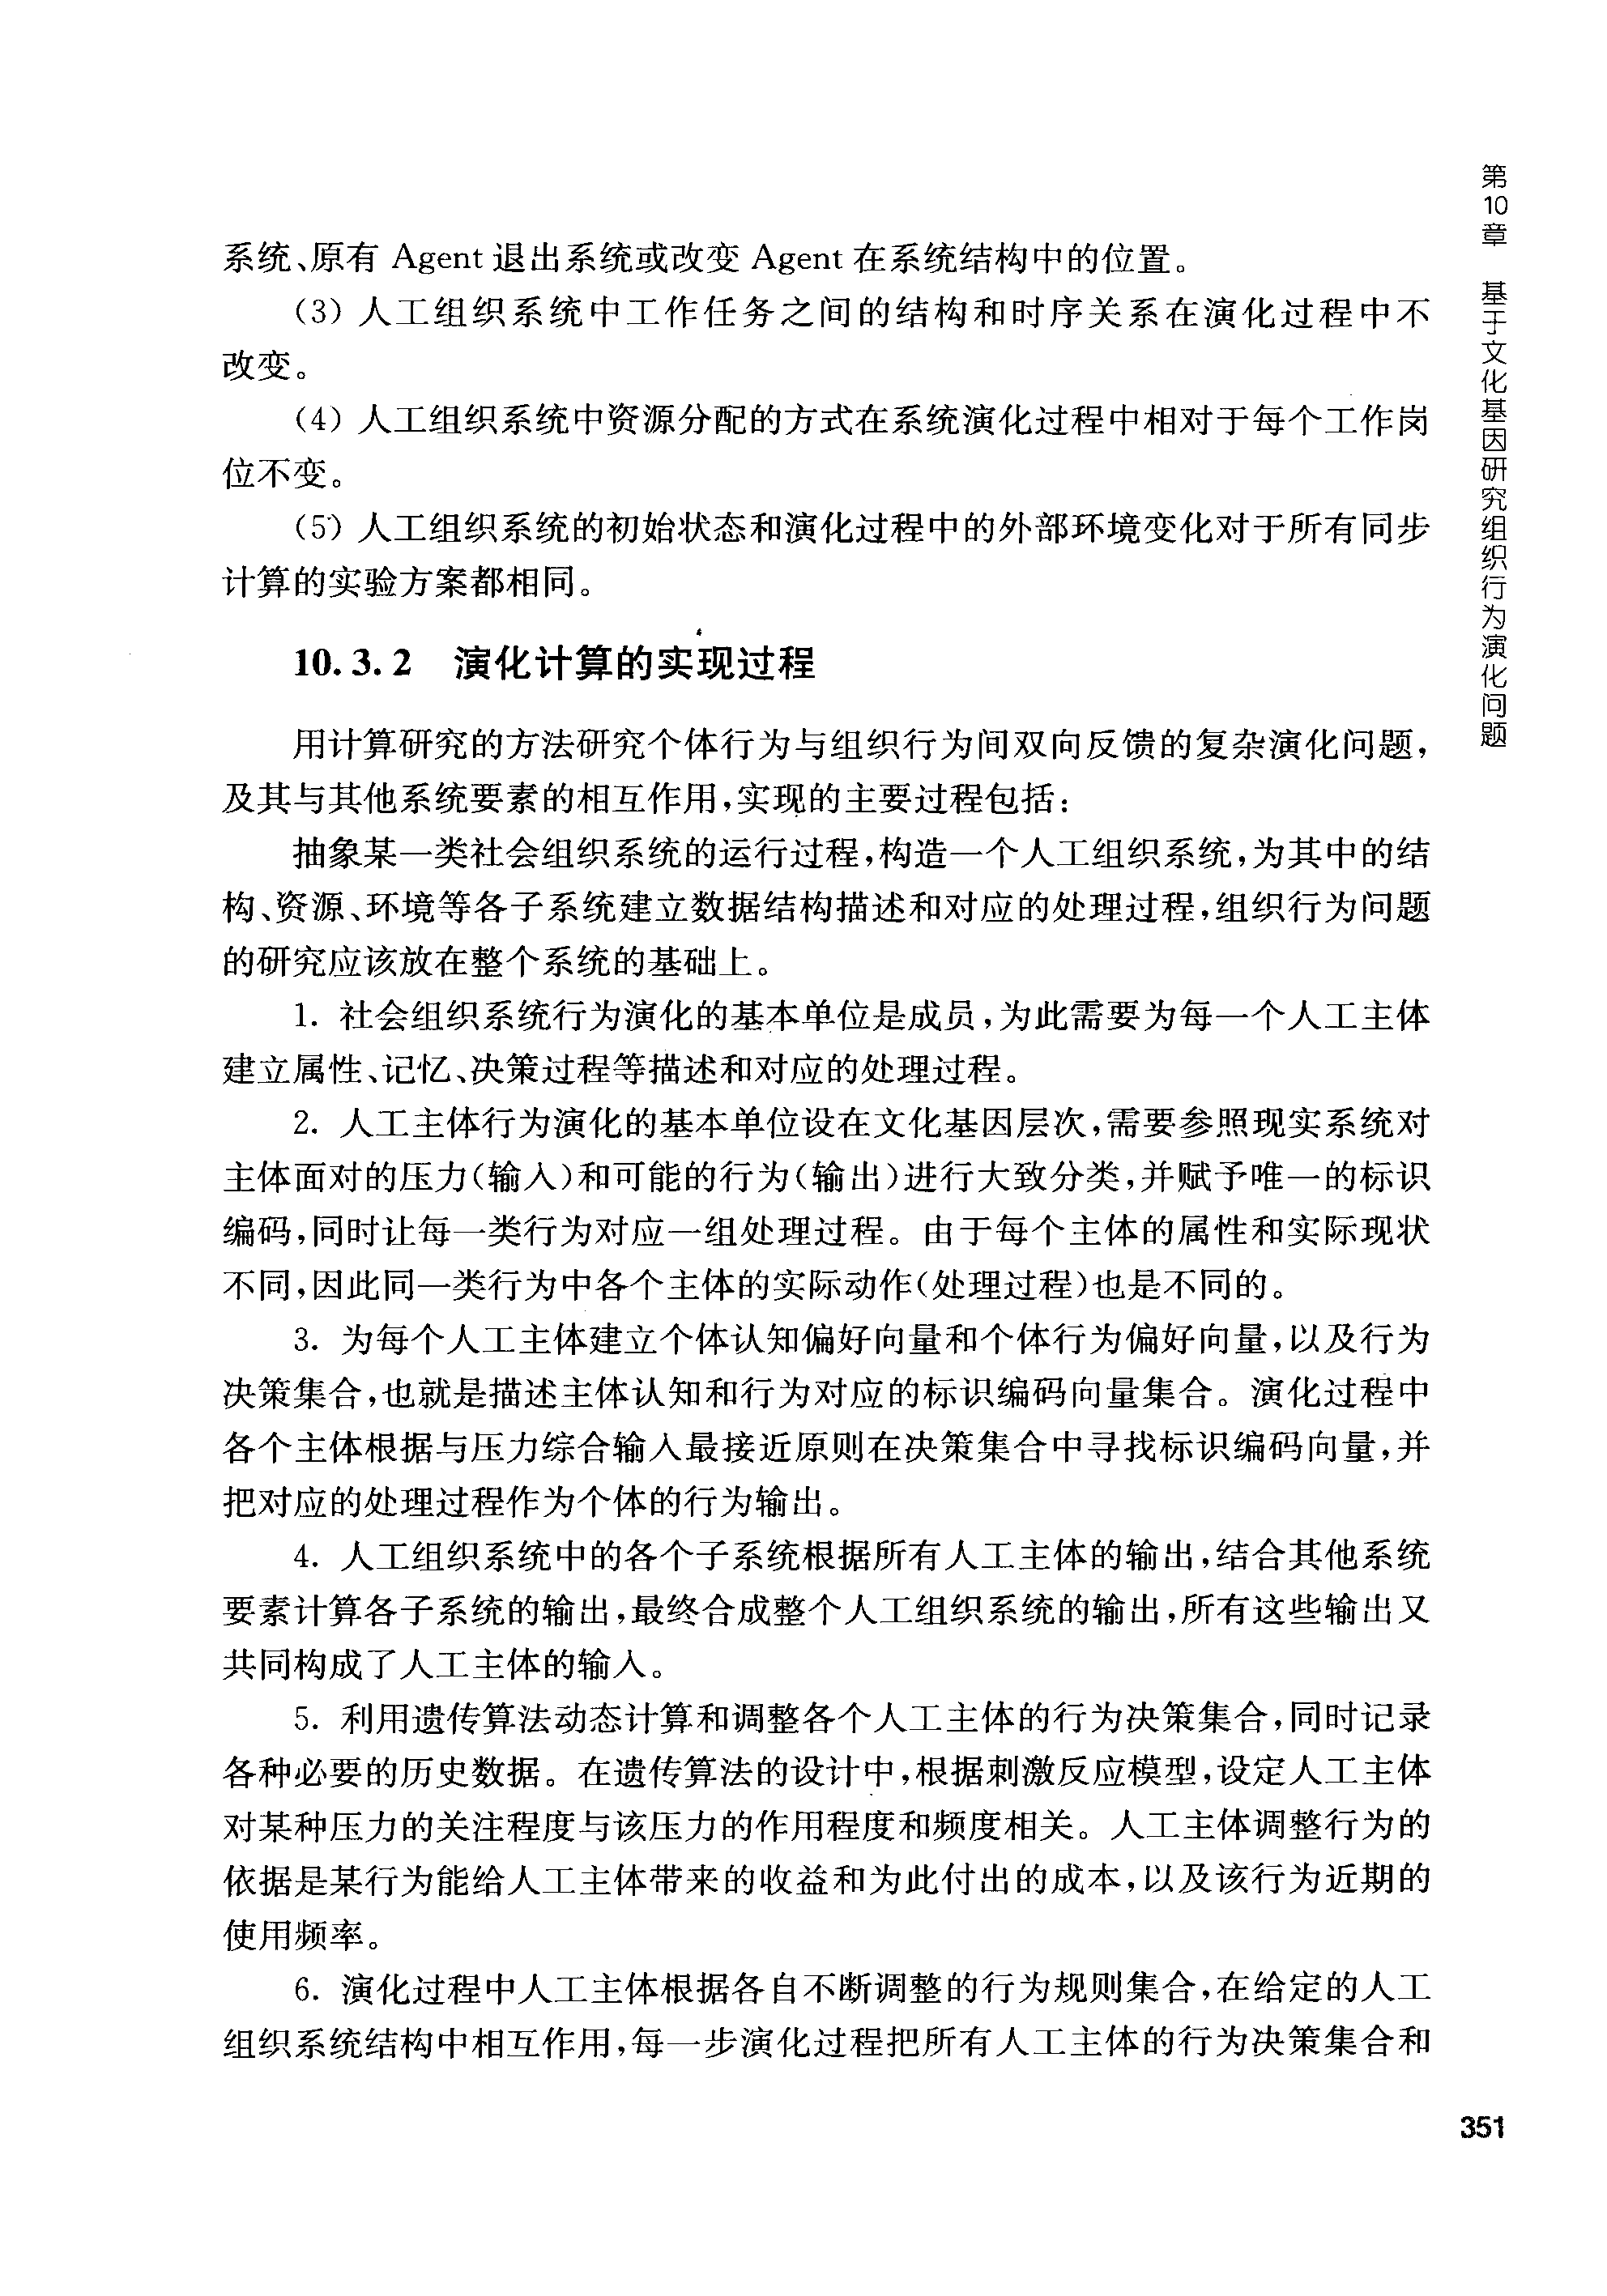 系统、原有 Agent 退出系统或改变 Agent 在系统结构中的位置。
(3) 人工组织系统中工作任务之间的结构和时序关系在演化过程中不
改变。
(4) 人工组织系统中资源分配的方式在系统演化过程中相对于每个工作岗
位不变。
(5) 人工组织系统的初始状态和演化过程中的外部环境变化对于所有同步
计算的实验方案都相同。
10.3.2 演化计算的实现过程
用计算研究的方法研究个体行为与组织行为间双向反馈的复杂演化问题，
及其与其他系统要素的相互作用，实现的主要过程包括：
抽象某一类社会组织系统的运行过程，构造一个人工组织系统，为其中的结
构、资源、环境等各子系统建立数据结构描述和对应的处理过程，组织行为问题
的研究应该放在整个系统的基础上。
1. 社会组织系统行为演化的基本单位是成员，为此需要为每一个人工主体
建立属性、记忆、决策过程等描述和对应的处理过程。
2. 人工主体行为演化的基本单位设在文化基因层次，需要参照现实系统对
主体面对的压力(输入)和可能的行为(输出)进行大致分类，并赋予唯一的标识
编码，同时让每一类行为对应一组处理过程。由于每个主体的属性和实际现状
不同，因此同一类行为中各个主体的实际动作(处理过程)也是不同的。
3. 为每个人工主体建立个体认知偏好向量和个体行为偏好向量，以及行为
决策集合，也就是描述主体认知和行为对应的标识编码向量集合。演化过程中
各个主体根据与压力综合输入最接近原则在决策集合中寻找标识编码向量，并
把对应的处理过程作为个体的行为输出。
4. 人工组织系统中的各个子系统根据所有人工主体的输出，结合其他系统
要素计算各子系统的输出，最终合成整个人工组织系统的输出，所有这些输出又
共同构成了人工主体的输入。
5. 利用遗传算法动态计算和调整各个人工主体的行为决策集合，同时记录
各种必要的历史数据。在遗传算法的设计中，根据刺激反应模型，设定人工主体
对某种压力的关注程度与该压力的作用程度和频度相关。人工主体调整行为的
依据是某行为能给人工主体带来的收益和为此付出的成本，以及该行为近期的
使用频率。
6. 演化过程中人工主体根据各自不断调整的行为规则集合，在给定的人工
组织系统结构中相互作用，每一步演化过程把所有人工主体的行为决策集合和
第10章 基于文化基因研究组织行为演化问题
351